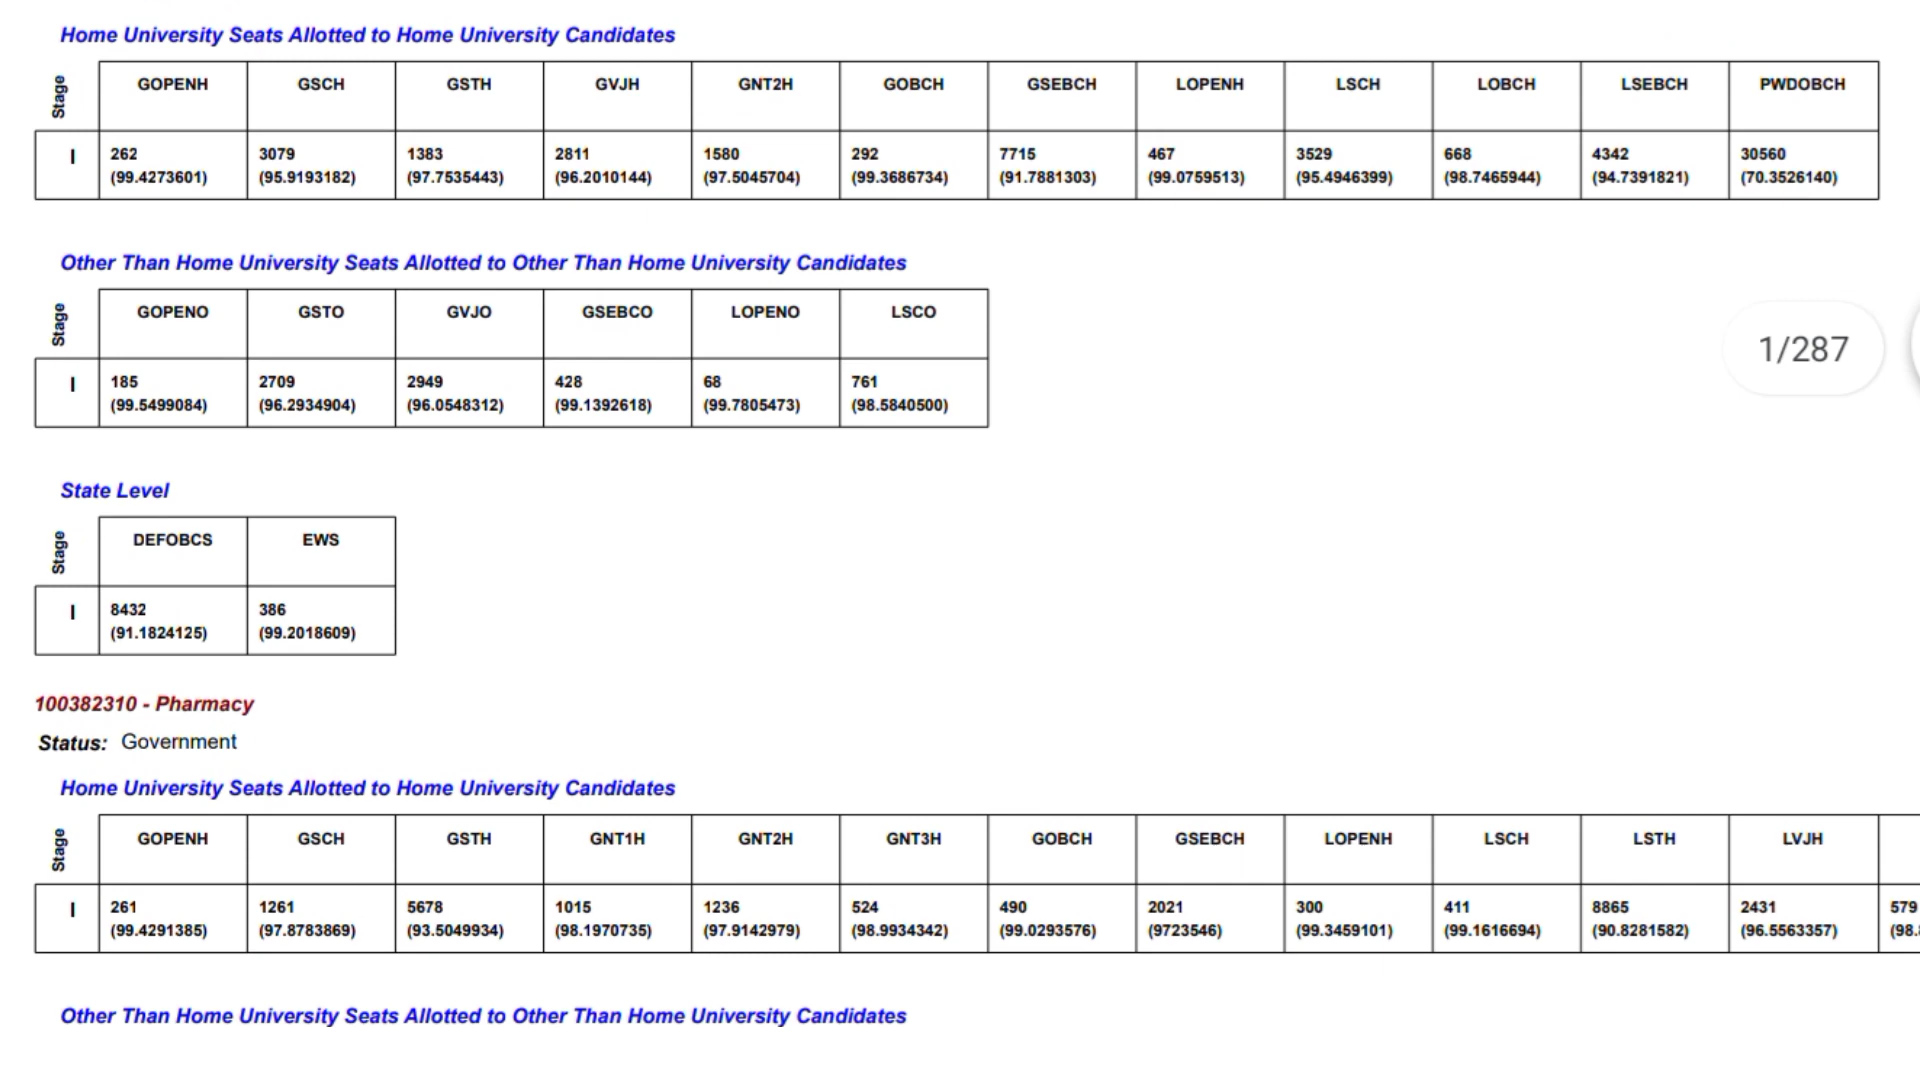 Home University Seats Allotted to Home University Candidates
Stage GOPENH GSCH GSTH GVJH GNT2H GOBCH GSEBCH LOPENH LSCH LOBCH LSEBCH PWDOBCH
I 262 3079 1383 2811 1580 292 7715 467 3529 668 4342 30560
(99.4273601) (95.9193182) (97.7535443) (96.2010144) (97.5045704) (99.3686734) (91.7881303) (99.0759513) (95.4946399) (98.7465944) (94.7391821) (70.3526140)
Other Than Home University Seats Allotted to Other Than Home University Candidates
Stage GOPENO GSTO GVJO GSEBCO LOPENO LSCO
1/287
I 185 2709 2949 428 68 761
(99.5499084) (96.2934904) (96.0548312) (99.1392618) (99.7805473) (98.5840500)
State Level
Stage DEFOBCS EWS
I 8432 386
(91.1824125) (99.2018609)
100382310 - Pharmacy
Status: Government
Home University Seats Allotted to Home University Candidates
Stage GOPENH GSCH GSTH GNT1H GNT2H GNT3H GOBCH GSEBCH LOPENH LSCH LSTH LVJH
I 261 1261 5678 1015 1236 524 490 2021 300 411 8865 2431 579
(99.4291385) (97.8783869) (93.5049934) (98.1970735) (97.9142979) (98.9934342) (99.0293576) (9723546) (99.3459101) (99.1616694) (90.8281582) (96.5563357) (98.
Other Than Home University Seats Allotted to Other Than Home University Candidates